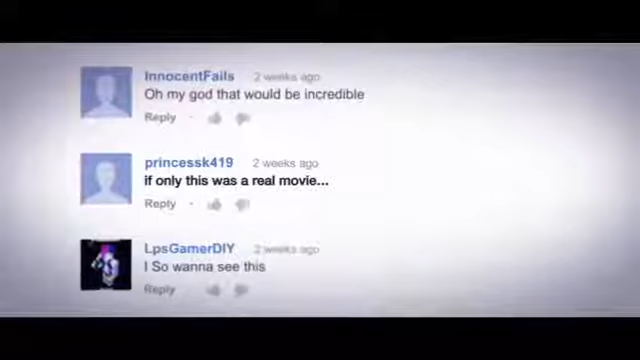 InnocentFails 2 weeks ago
Oh my god that would be incredible
Reply
princessk419 2 weeks ago
if only this was a real movie...
Reply
LpsGamerDIY 2 weeks ago
I So wanna see this
Reply